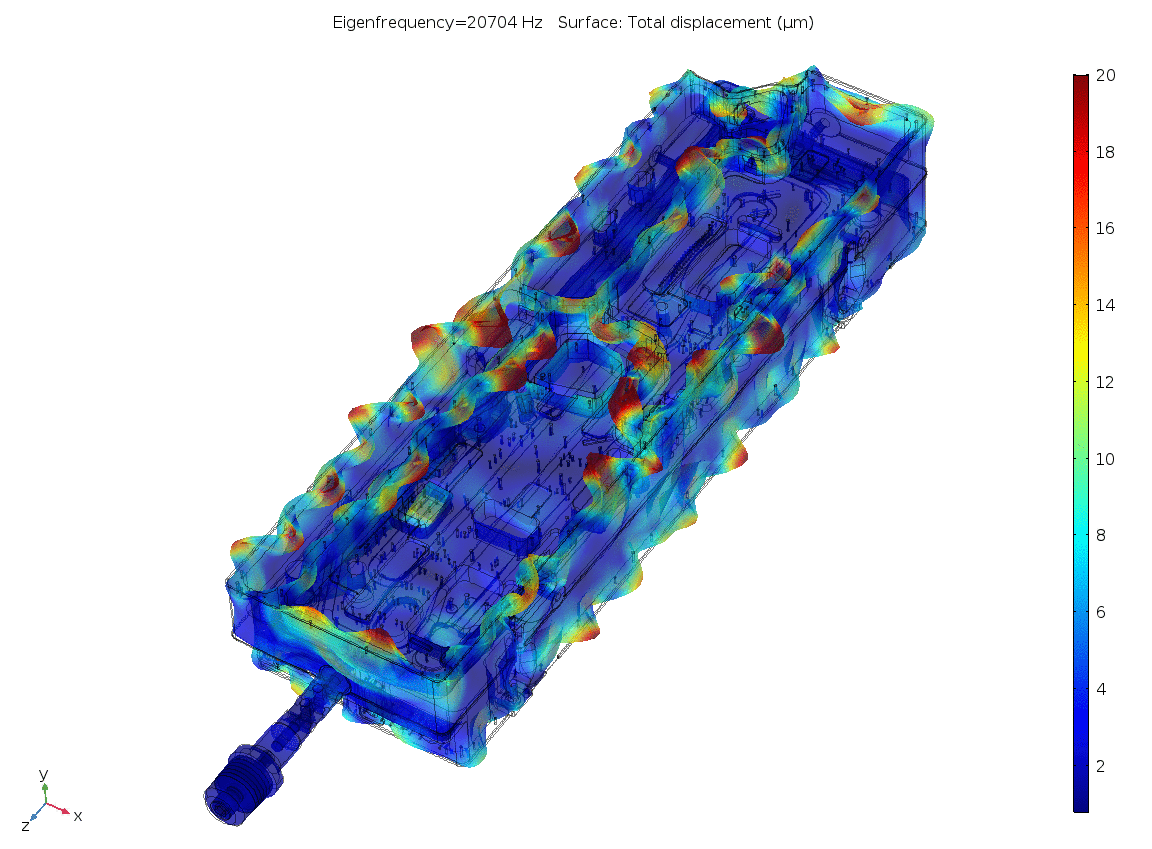 Eigenfrequency=20704 Hz Surface: Total displacement (µm)
20
18
16
14
12
10
8
6
4
2
y
x
z